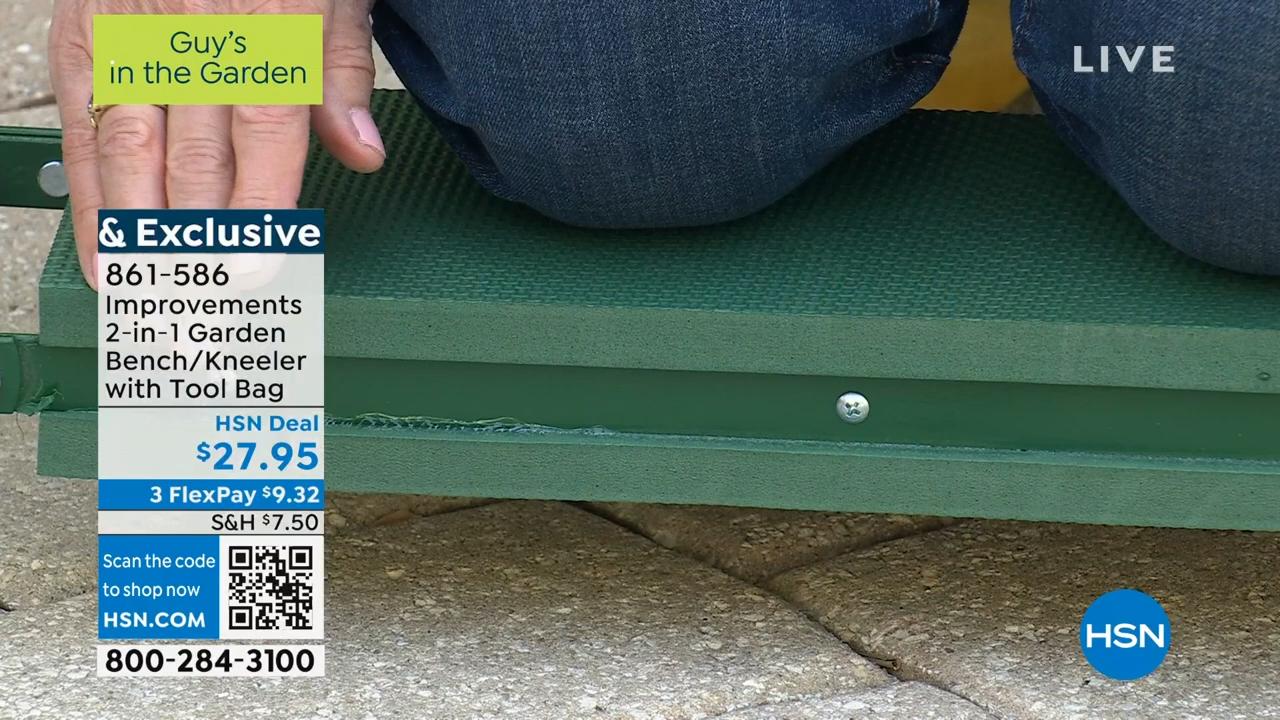 Guy's
in the Garden
LIVE
& Exclusive
861-586
Improvements
2-in-1 Garden
Bench/Kneeler
with Tool Bag
HSN Deal
$27.95
3 FlexPay $9.32
S&H $7.50
Scan the code
to shop now
HSN.COM
800-284-3100
HSN